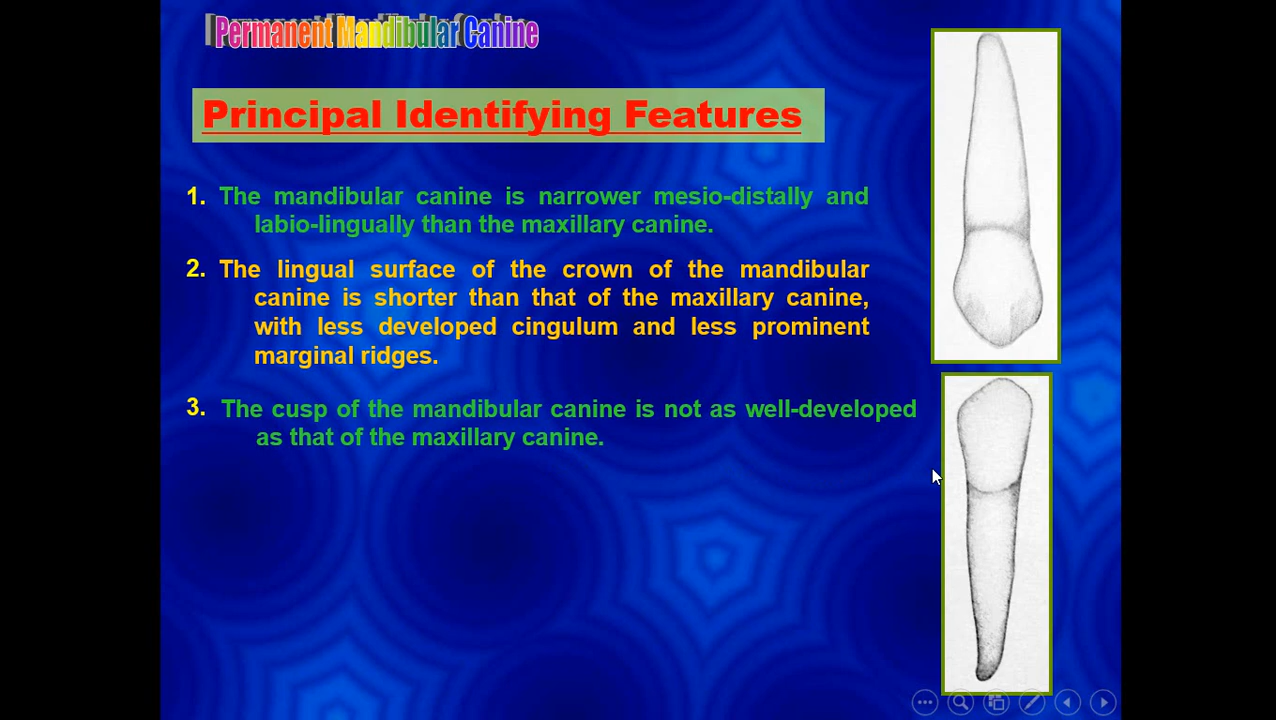 Permanent Mandibular Canine
Principal Identifying Features
1. The mandibular canine is narrower mesio-distally and
labio-lingually than the maxillary canine.
2. The lingual surface of the crown of the mandibular
canine is shorter than that of the maxillary canine,
with less developed cingulum and less prominent
marginal ridges.
3. The cusp of the mandibular canine is not as well-developed
as that of the maxillary canine.